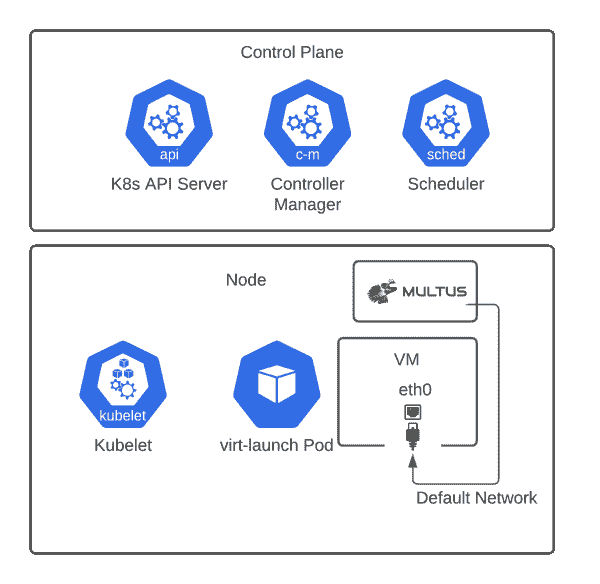 Control Plane
api
c-m
sched
K8s API Server
Controller
Manager
Scheduler
Node
MULTUS
VM
eth0
kubelet
Kubelet
virt-launch Pod
Default Network